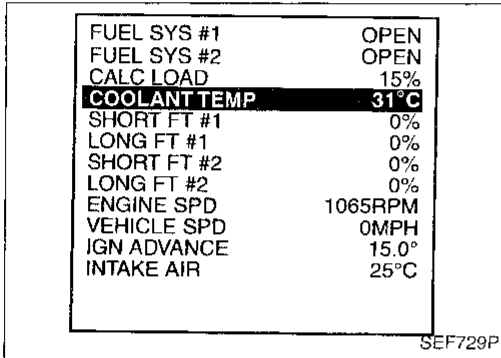 FUEL SYS #1 OPEN
FUEL SYS #2 OPEN
CALC LOAD 15%
COOLANT TEMP 31°C
SHORT FT #1 0%
LONG FT #1 0%
SHORT FT #2 0%
LONG FT #2 0%
ENGINE SPD 1065RPM
VEHICLE SPD 0MPH
IGN ADVANCE 15.0°
INTAKE AIR 25°C
SEF729P